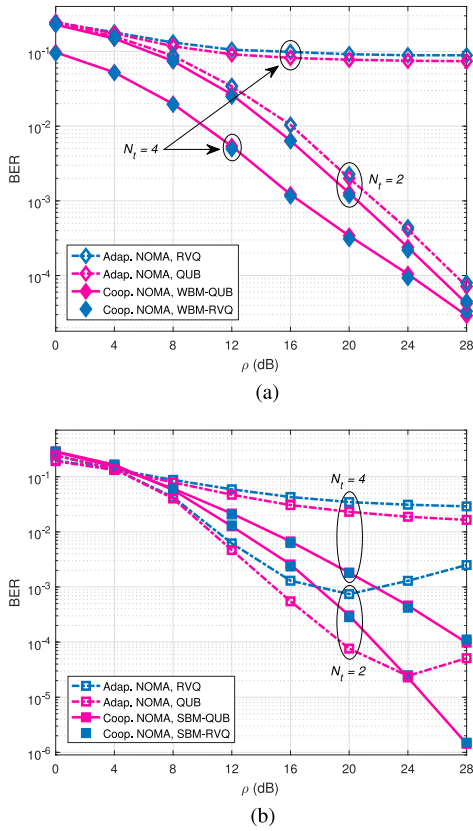 10^-1
10^-2
10^-3
10^-4
BER
N_t = 4
N_t = 2
Adap. NOMA, RVQ
Adap. NOMA, QUB
Coop. NOMA, WBM-QUB
Coop. NOMA, WBM-RVQ
0 4 8 12 16 20 24 28
ρ (dB)
(a)
10^-1
10^-2
10^-3
10^-4
10^-5
10^-6
BER
N_t = 4
N_t = 2
Adap. NOMA, RVQ
Adap. NOMA, QUB
Coop. NOMA, SBM-QUB
Coop. NOMA, SBM-RVQ
0 4 8 12 16 20 24 28
ρ (dB)
(b)